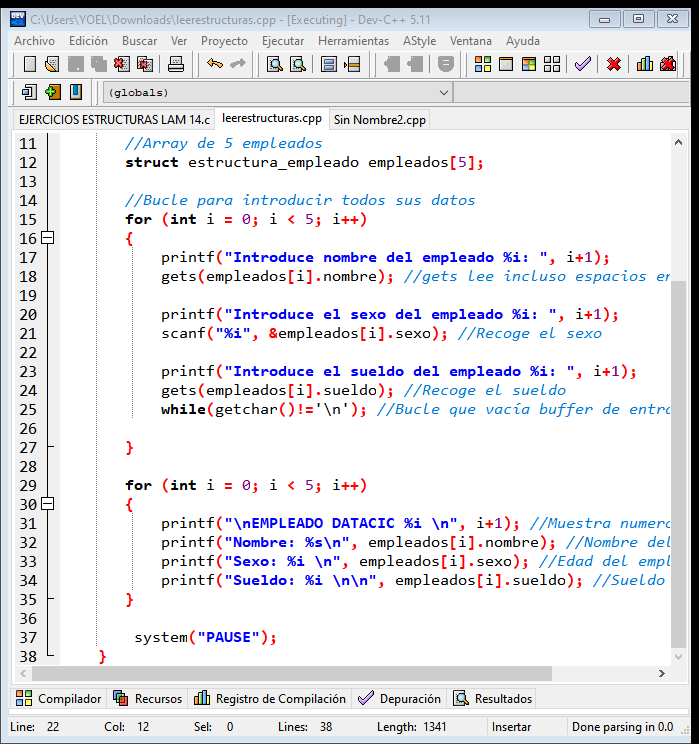 C:\Users\YOEL\Downloads\leerestructuras.cpp - [Executing] - Dev-C++ 5.11
Archivo Edición Buscar Ver Proyecto Ejecutar Herramientas AStyle Ventana Ayuda
(globals)
EJERCICIOS ESTRUCTURAS LAM 14.c leerestructuras.cpp Sin Nombre2.cpp
11 //Array de 5 empleados
12 struct estructura_empleado empleados[5];
13
14 //Bucle para introducir todos sus datos
15 for (int i = 0; i < 5; i++)
16 {
17 printf("Introduce nombre del empleado %i: ", i+1);
18 gets(empleados[i].nombre); //gets lee incluso espacios en
19
20 printf("Introduce el sexo del empleado %i: ", i+1);
21 scanf("%i", &empleados[i].sexo); //Recoge el sexo
22
23 printf("Introduce el sueldo del empleado %i: ", i+1);
24 gets(empleados[i].sueldo); //Recoge el sueldo
25 while(getchar()!='\n'); //Bucle que vacía buffer de entra
26
27 }
28
29 for (int i = 0; i < 5; i++)
30 {
31 printf("\nEMPLEADO DATACIC %i \n", i+1); //Muestra numero
32 printf("Nombre: %s\n", empleados[i].nombre); //Nombre del
33 printf("Sexo: %i \n", empleados[i].sexo); //Edad del empl
34 printf("Sueldo: %i \n\n", empleados[i].sueldo); //Sueldo
35 }
36
37 system("PAUSE");
38 }
Compilador Recursos Registro de Compilación Depuración Resultados
Line: 22 Col: 12 Sel: 0 Lines: 38 Length: 1341 Insertar Done parsing in 0.0